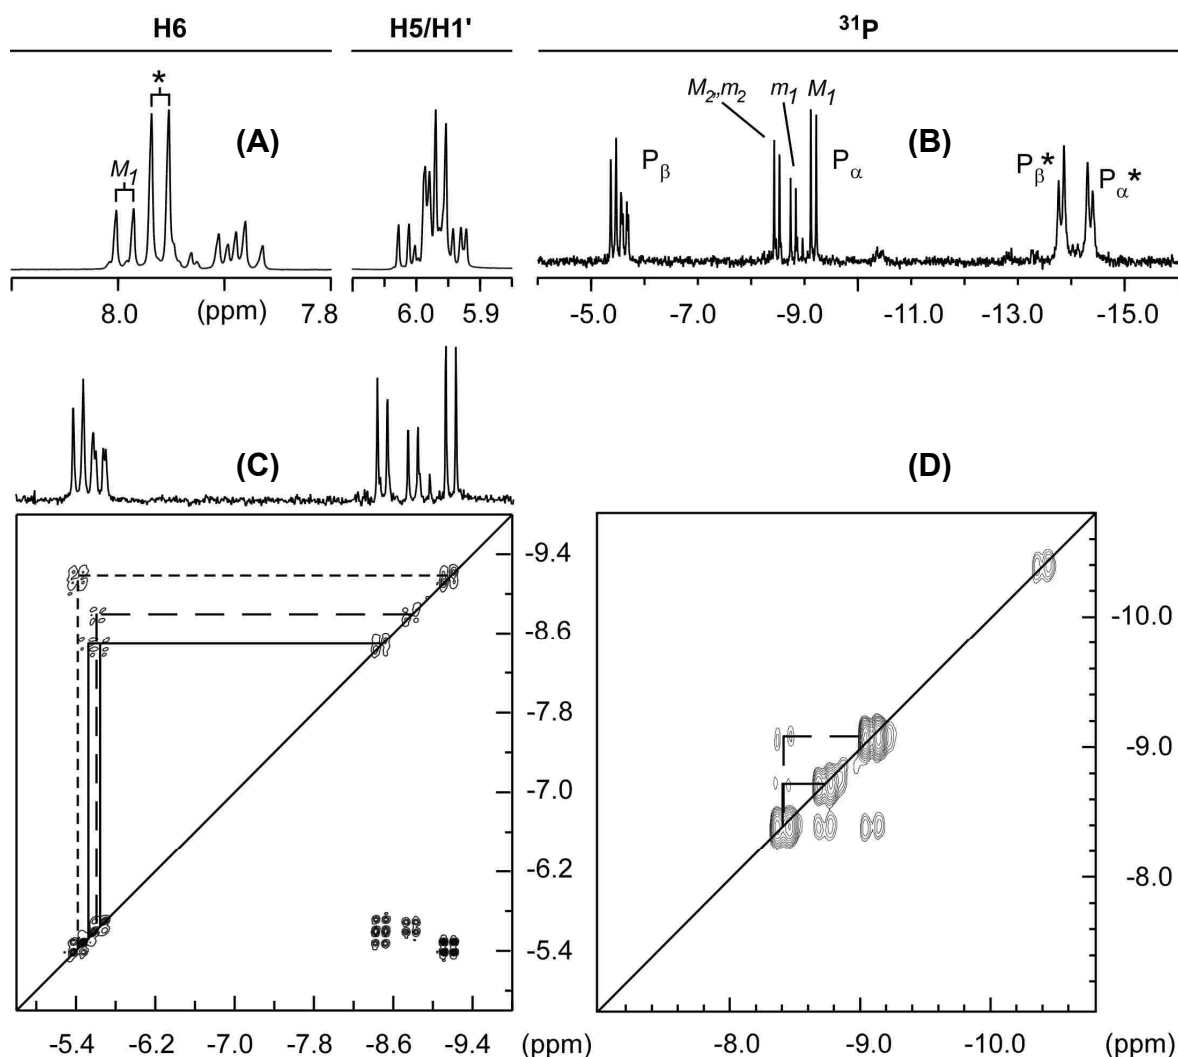 H6 H5/H1' ³¹P
* M₂,m₂ m₁ M₁
(A) (B)
M₁ Pβ Pα Pβ* Pα*
8.0 (ppm) 7.8 6.0 5.9 -5.0 -7.0 -9.0 -11.0 -13.0 -15.0
(C) (D)
-9.4
-8.6 -10.0
-7.8
-7.0 -9.0
-6.2 -8.0
-5.4
-5.4 -6.2 -7.0 -7.8 -8.6 -9.4 (ppm) -8.0 -9.0 -10.0 (ppm)